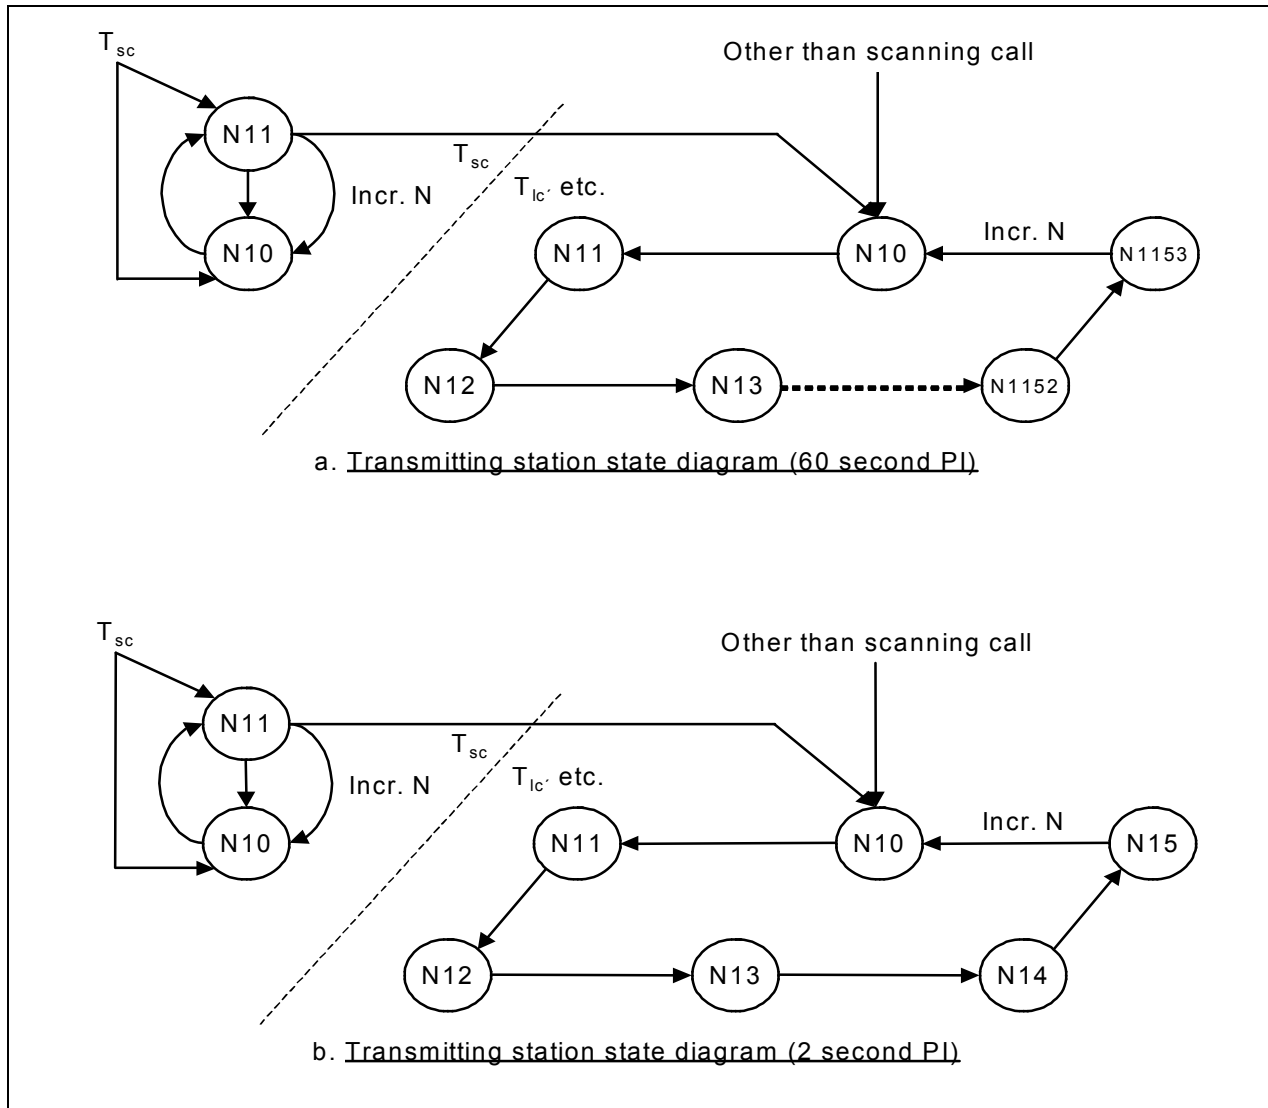 Tsc
Other than scanning call
N11
Tsc
Incr. N
Tlc´ etc.
N10
N11
N10
Incr. N
N1153
N12
N13
N1152
a. Transmitting station state diagram (60 second PI)
Tsc
Other than scanning call
N11
Tsc
Incr. N
Tlc´ etc.
N10
N11
N10
Incr. N
N15
N12
N13
N14
b. Transmitting station state diagram (2 second PI)